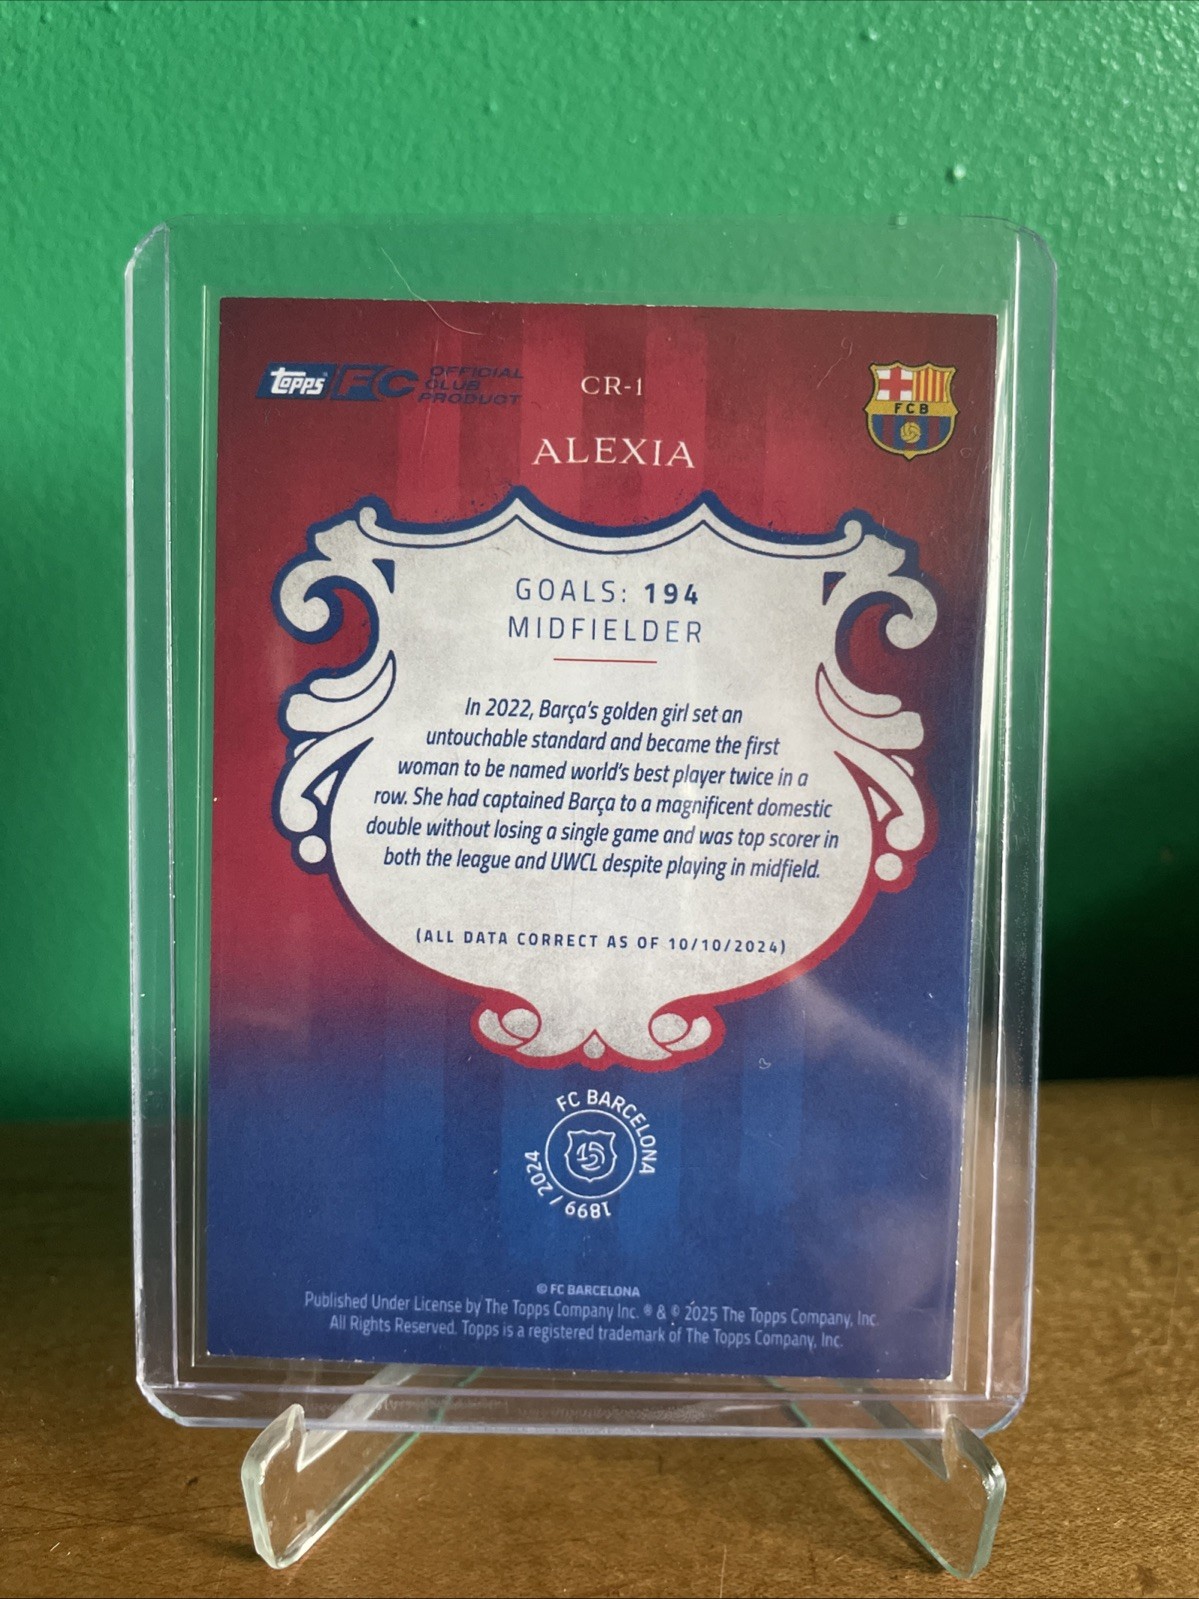 topps FC OFFICIAL
CLUB
PRODUCT
CR-1
FCB
ALEXIA
GOALS: 194
MIDFIELDER
In 2022, Barça's golden girl set an
untouchable standard and became the first
woman to be named world's best player twice in a
row. She had captained Barça to a magnificent domestic
double without losing a single game and was top scorer in
both the league and UWCL despite playing in midfield.
(ALL DATA CORRECT AS OF 10/10/2024)
FC BARCELONA
1899 / 2024
© FC BARCELONA
Published Under License by The Topps Company Inc. ® & © 2025 The Topps Company, Inc.
All Rights Reserved. Topps is a registered trademark of The Topps Company, Inc.